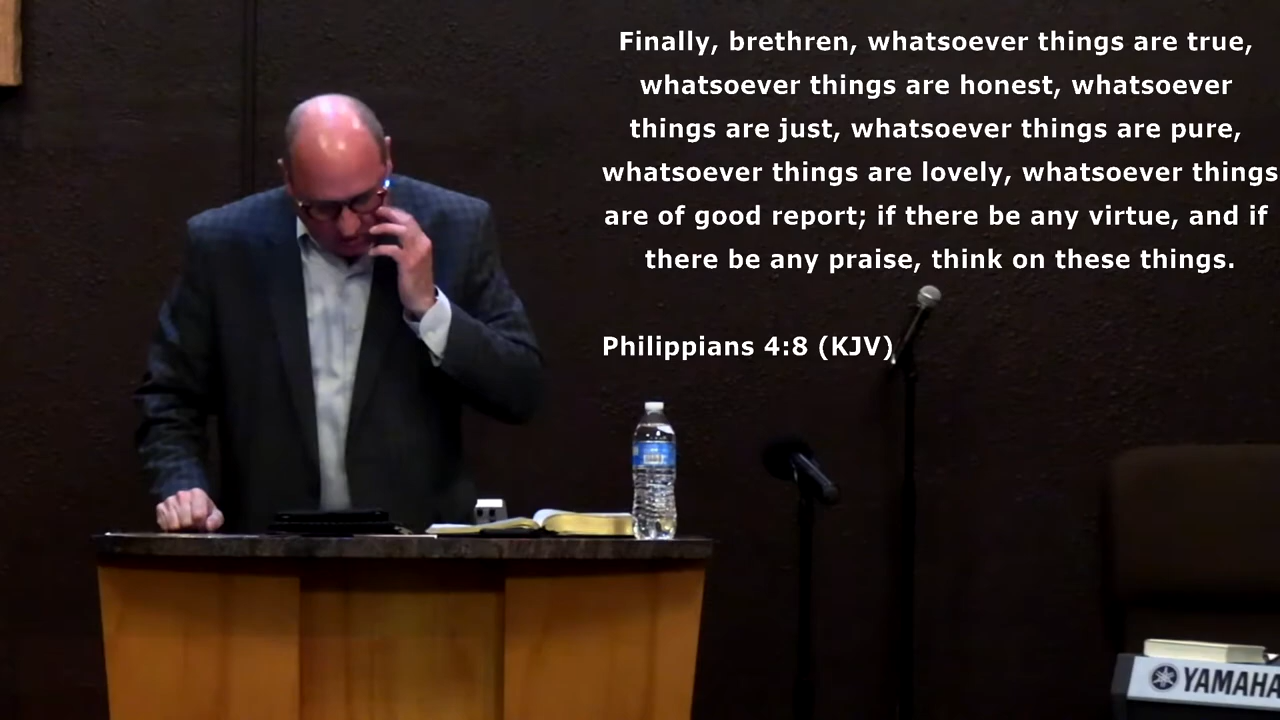 Finally, brethren, whatsoever things are true,
whatsoever things are honest, whatsoever
things are just, whatsoever things are pure,
whatsoever things are lovely, whatsoever things
are of good report; if there be any virtue, and if
there be any praise, think on these things.
Philippians 4:8 (KJV)
YAMAHA